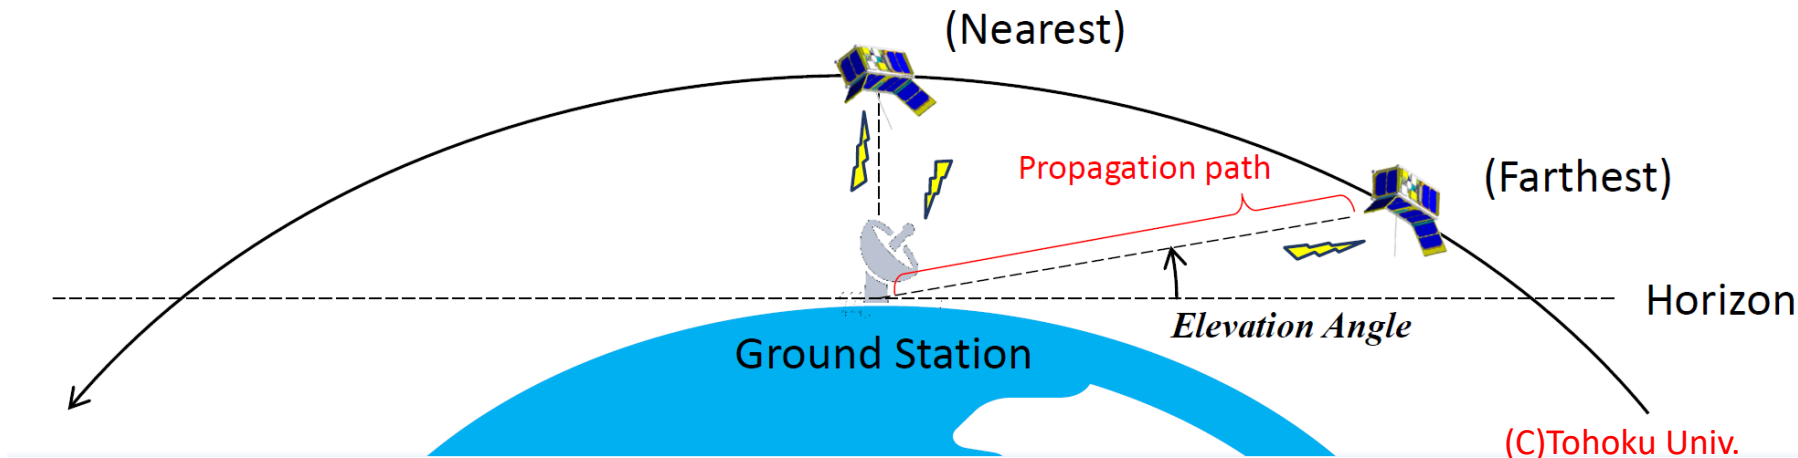 (Nearest)
Propagation path
(Farthest)
Horizon
Elevation Angle
Ground Station
(C)Tohoku Univ.